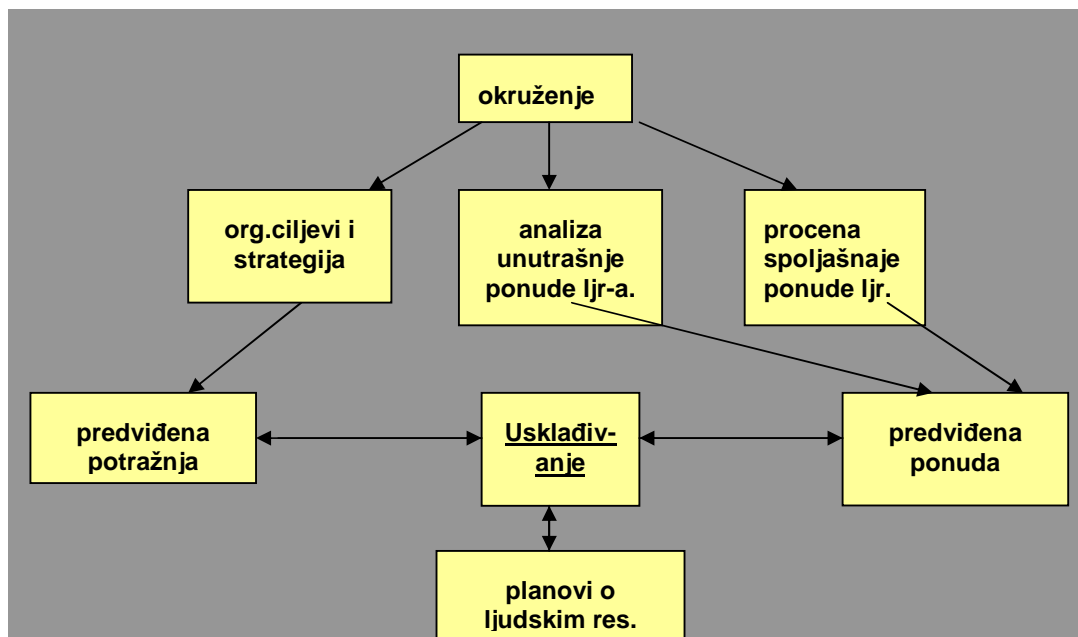 okruženje
org.ciljevi i
strategija
analiza
unutrašnje
ponude ljr-a.
procena
spoljašnaje
ponude ljr.
predviđena
potražnja
Usklađiv-
anje
predviđena
ponuda
planovi o
ljudskim res.